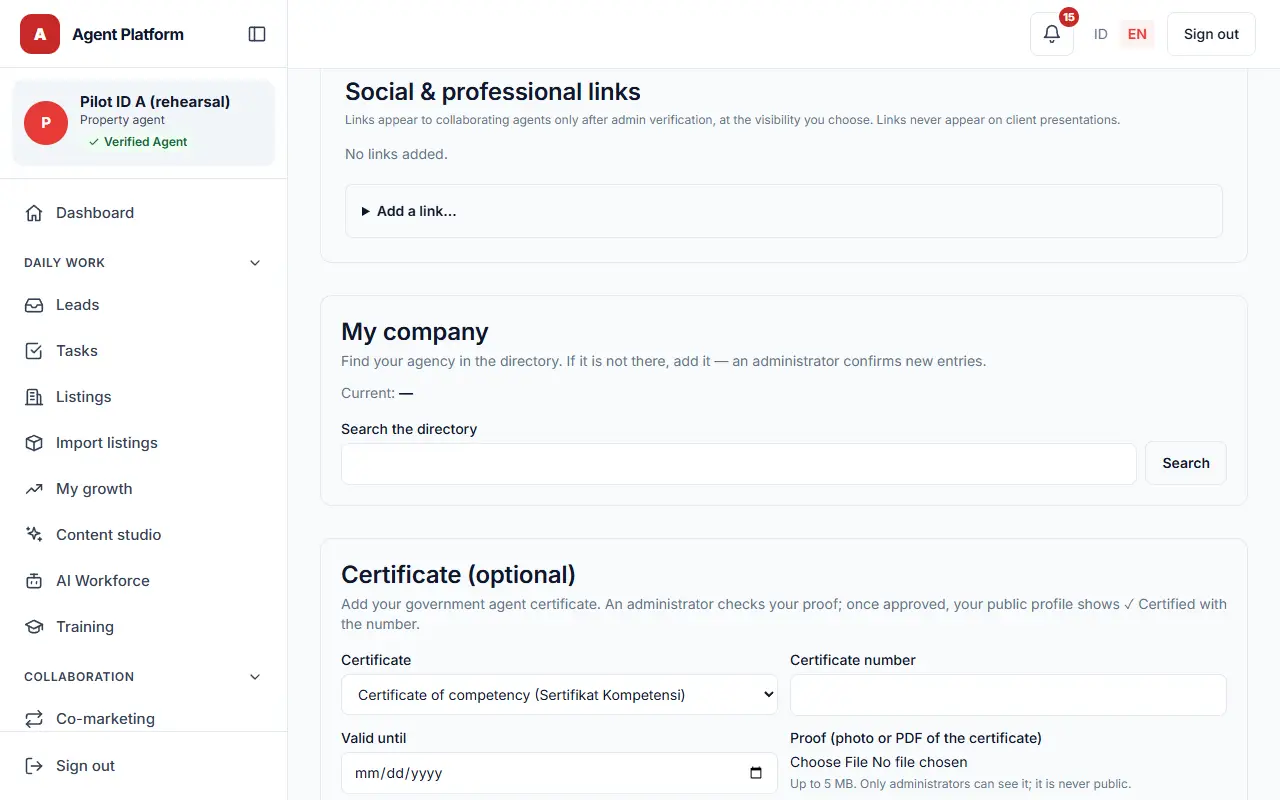 A
Agent Platform
15
ID
EN
Sign out
P
Pilot ID A (rehearsal)
Property agent
✓ Verified Agent
Dashboard
DAILY WORK
Leads
Tasks
Listings
Import listings
My growth
Content studio
AI Workforce
Training
COLLABORATION
Co-marketing
Sign out
Social & professional links
Links appear to collaborating agents only after admin verification, at the visibility you choose. Links never appear on client presentations.
No links added.
▶ Add a link...
My company
Find your agency in the directory. If it is not there, add it — an administrator confirms new entries.
Current: —
Search the directory
Search
Certificate (optional)
Add your government agent certificate. An administrator checks your proof; once approved, your public profile shows ✓ Certified with
the number.
Certificate
Certificate number
Certificate of competency (Sertifikat Kompetensi)
Valid until
Proof (photo or PDF of the certificate)
mm/dd/yyyy
Choose File No file chosen
Up to 5 MB. Only administrators can see it; it is never public.